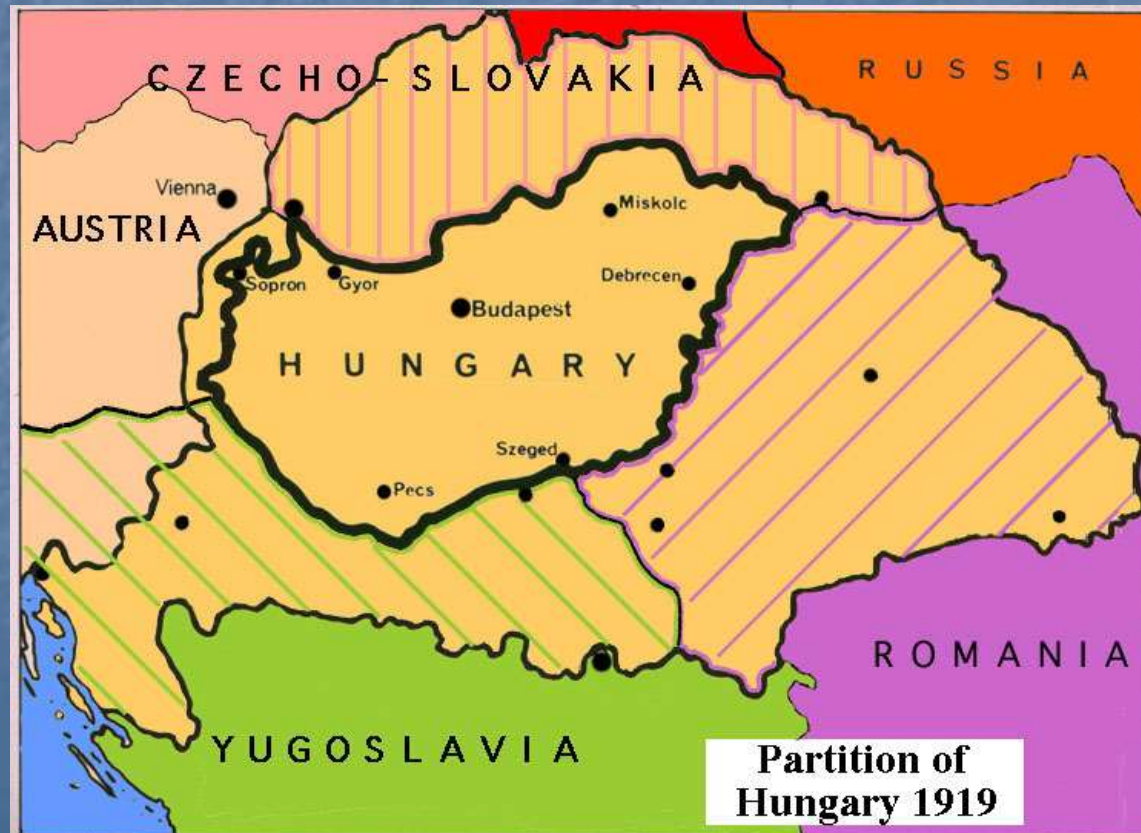 CZECHO-SLOVAKIA
RUSSIA
Vienna
Miskolc
AUSTRIA
Sopron
Gyor
Debrecen
Budapest
HUNGARY
Szeged
Pecs
ROMANIA
YUGOSLAVIA
Partition of
Hungary 1919